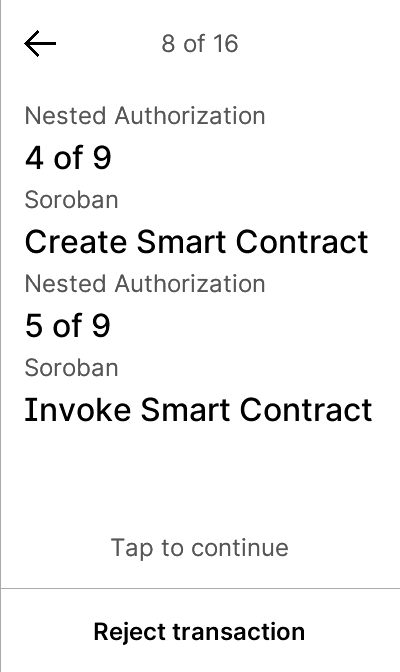 8 of 16
Nested Authorization
4 of 9
Soroban
Create Smart Contract
Nested Authorization
5 of 9
Soroban
Invoke Smart Contract
Tap to continue
Reject transaction